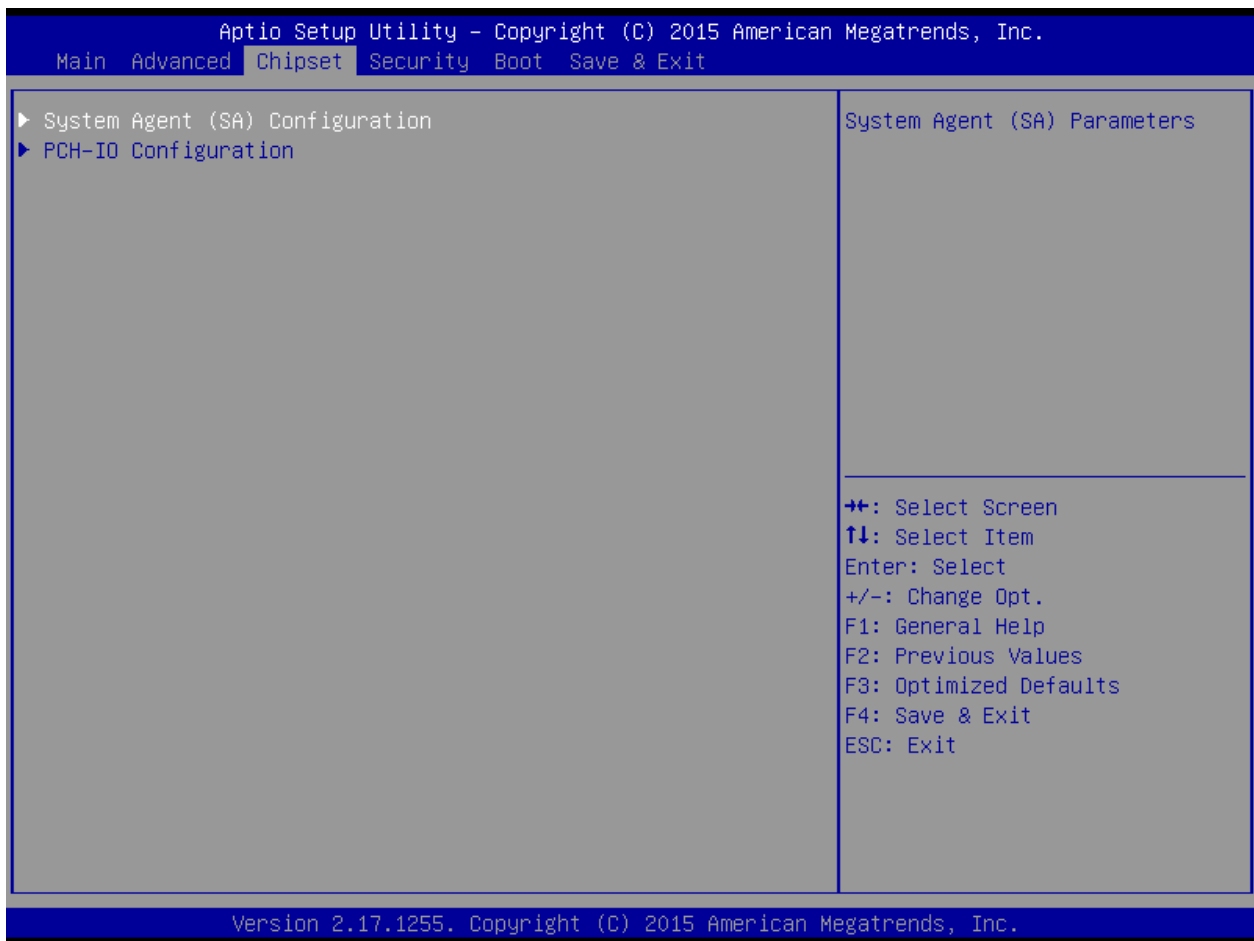 Aptio Setup Utility – Copyright (C) 2015 American Megatrends, Inc.
Main Advanced Chipset Security Boot Save & Exit
▶ System Agent (SA) Configuration
▶ PCH-IO Configuration
System Agent (SA) Parameters
→←: Select Screen
↑↓: Select Item
Enter: Select
+/-: Change Opt.
F1: General Help
F2: Previous Values
F3: Optimized Defaults
F4: Save & Exit
ESC: Exit
Version 2.17.1255. Copyright (C) 2015 American Megatrends, Inc.